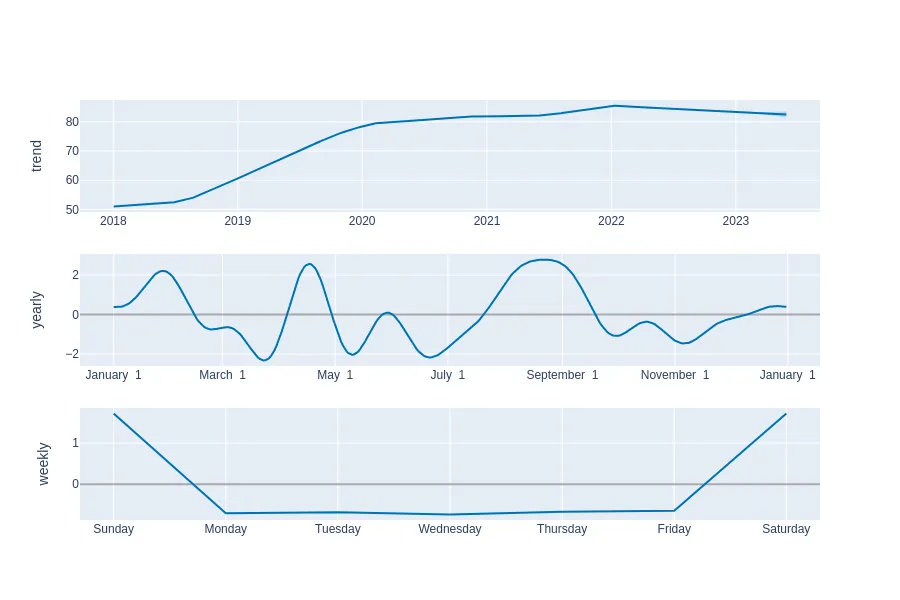 trend
80
70
60
50
2018 2019 2020 2021 2022 2023
yearly
2
0
−2
January 1 March 1 May 1 July 1 September 1 November 1 January 1
weekly
1
0
Sunday Monday Tuesday Wednesday Thursday Friday Saturday